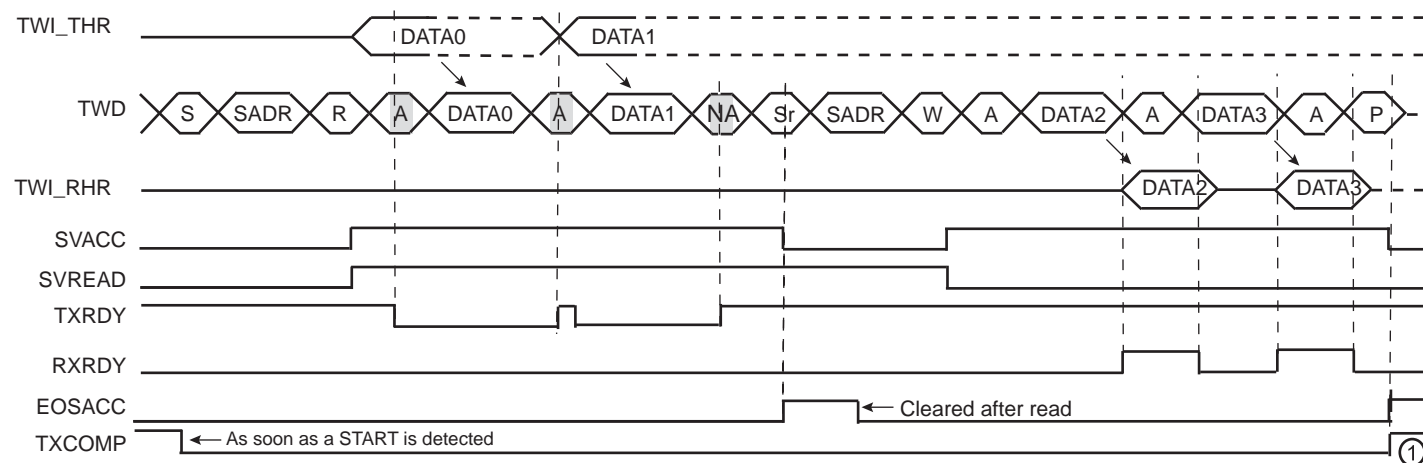 TWI_THR DATA0 DATA1
TWD S SADR R A DATA0 A DATA1 NA Sr SADR W A DATA2 A DATA3 A P
TWI_RHR DATA2 DATA3
SVACC
SVREAD
TXRDY
RXRDY
EOSACC Cleared after read
TXCOMP As soon as a START is detected 1